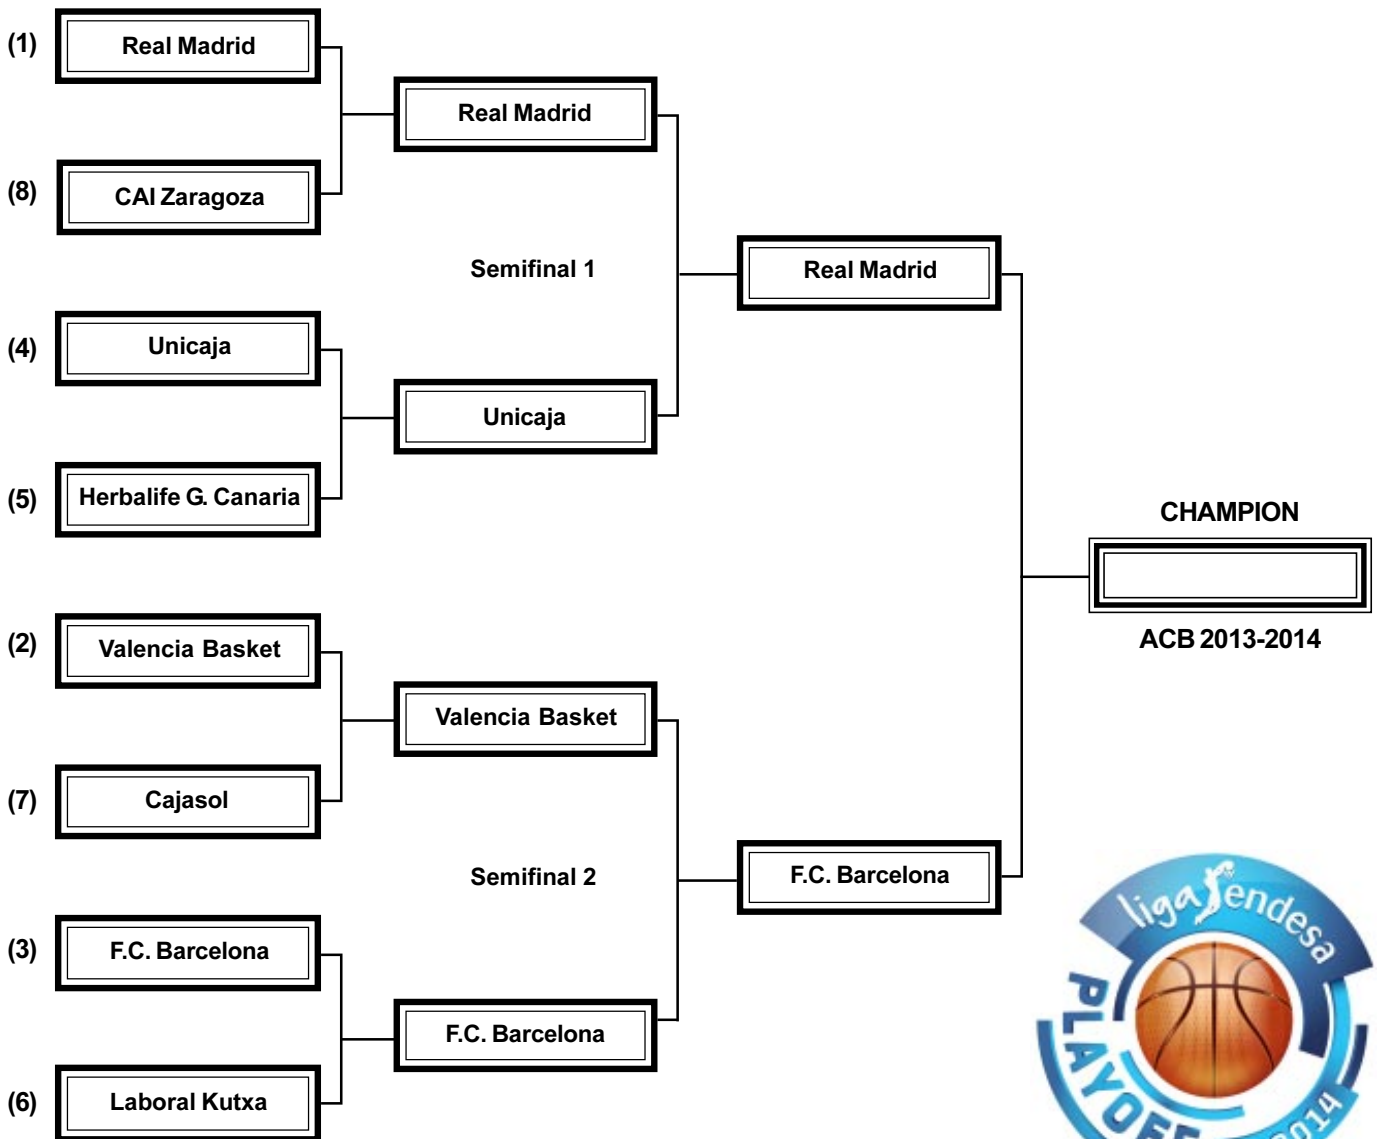 (1) Real Madrid
Real Madrid
(8) CAI Zaragoza
Semifinal 1
Real Madrid
(4) Unicaja
Unicaja
(5) Herbalife G. Canaria
CHAMPION
ACB 2013-2014
(2) Valencia Basket
Valencia Basket
(7) Cajasol
Semifinal 2
F.C. Barcelona
(3) F.C. Barcelona
F.C. Barcelona
(6) Laboral Kutxa
liga endesa
PLAYOFF
2014